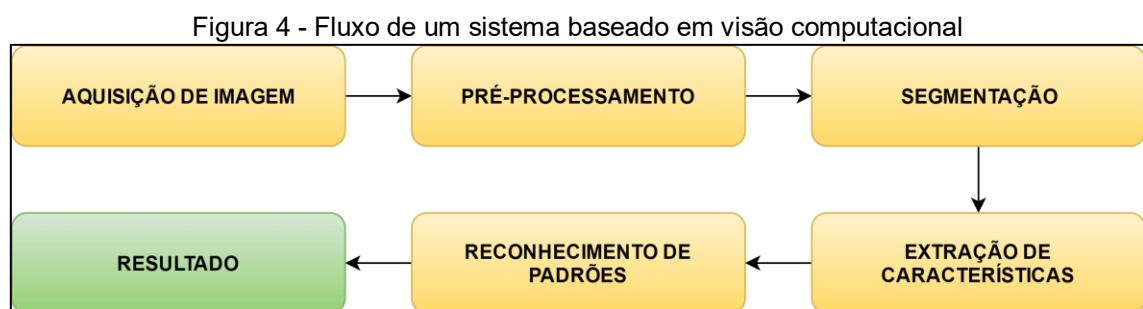 Figura 4 - Fluxo de um sistema baseado em visão computacional
AQUISIÇÃO DE IMAGEM
PRÉ-PROCESSAMENTO
SEGMENTAÇÃO
EXTRAÇÃO DE
CARACTERÍSTICAS
RECONHECIMENTO DE
PADRÕES
RESULTADO